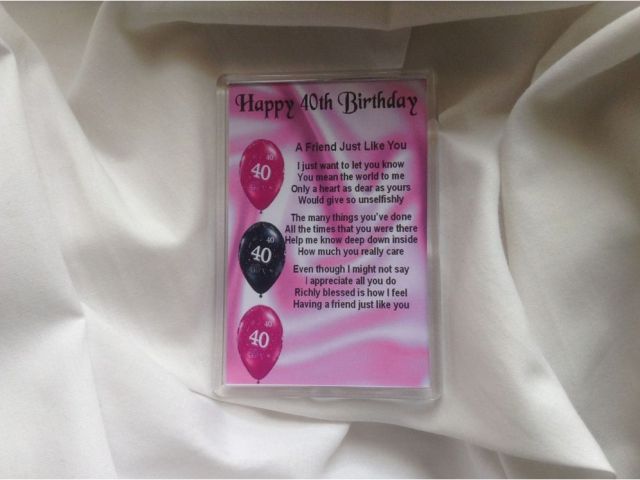 Happy 40th Birthday
A Friend Just Like You
I just want to let you know
You mean the world to me
Only a heart as dear as yours
Would give so unselfishly
The many things you've done
All the times that you were there
Help me know deep down inside
How much you really care
Even though I might not say
I appreciate all you do
Richly blessed is how I feel
Having a friend just like you
40
40
40
40
40
40